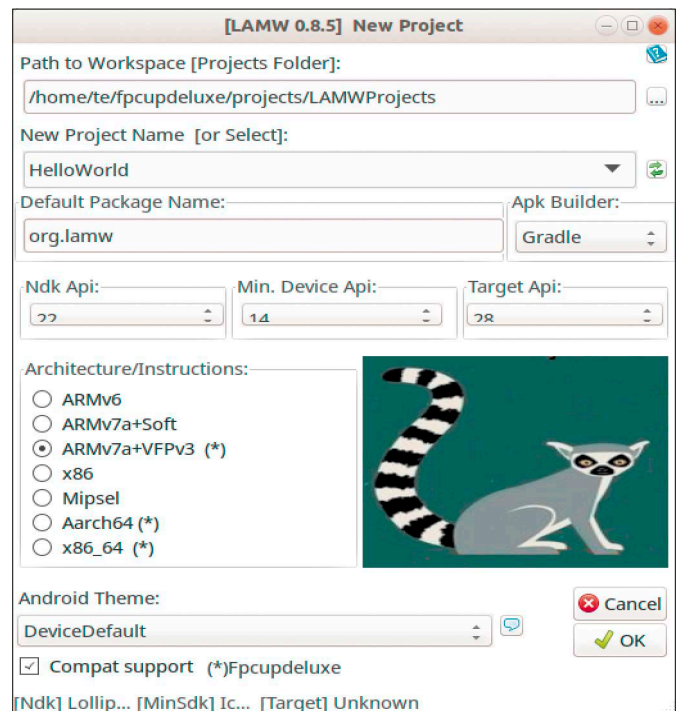 [LAMW 0.8.5] New Project
Path to Workspace [Projects Folder]:
/home/te/fpcupdeluxe/projects/LAMWProjects
...
New Project Name [or Select]:
HelloWorld
Default Package Name: Apk Builder:
org.lamw Gradle
Ndk Api: Min. Device Api: Target Api:
22 14 28
Architecture/Instructions:
ARMv6
ARMv7a+Soft
ARMv7a+VFPv3 (*)
x86
Mipsel
Aarch64 (*)
x86_64 (*)
Android Theme:
Cancel
DeviceDefault
OK
Compat support (*)Fpcupdeluxe
[Ndk] Lollip... [MinSdk] Ic... [Target] Unknown